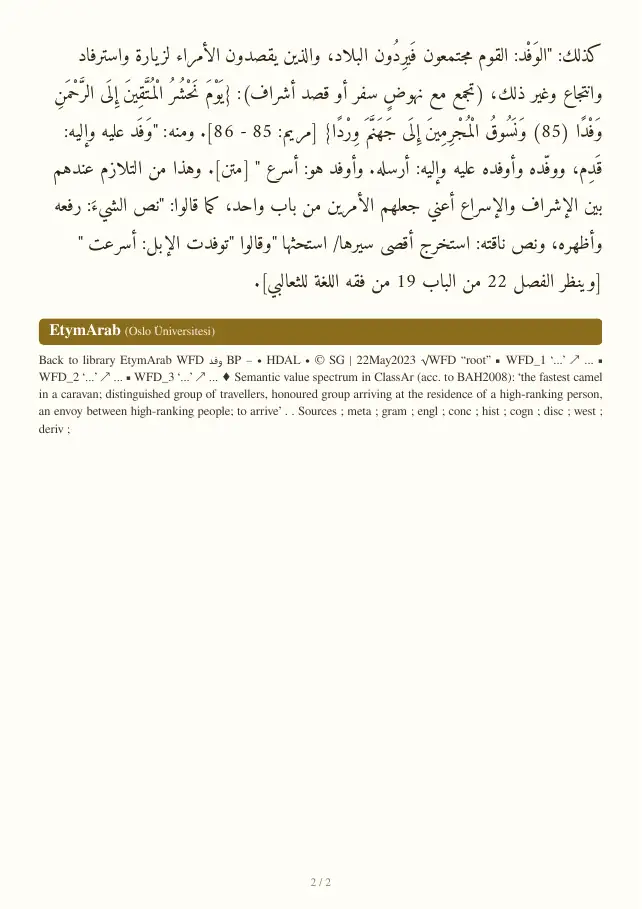 كذلك: "الوَفْد: القوم مجتمعون فَيَرِدُون البلاد، والذين يقصدون الأمراء لزيارة واسترفاد
وانتجاع وغير ذلك، (تجمع مع نهوضٍ سفر أو قصد أشراف): {يَوْمَ نَحْشُرُ الْمُتَّقِينَ إِلَى الرَّحْمَنِ
وَفْدًا (85) وَنَسُوقُ الْمُجْرِمِينَ إِلَى جَهَنَّمَ وِرْدًا} [مريم: 85 - 86]. ومنه: "وَفَد عليه وإليه:
قَدِم، ووفّده وأوفده عليه وإليه: أرسله. وأوفد هو: أسرع " [متن]. وهذا من التلازم عندهم
بين الإشراف والإسراع أعني جعلهم الأمرين من باب واحد، كما قالوا: "نص الشيءَ: رفعه
وأظهره، ونص ناقته: استخرج أقصى سيرها/ استحثها "وقالوا "توفدت الإبل: أسرعت "
[وينظر الفصل 22 من الباب 19 من فقه اللغة للثعالبي].
EtymArab (Oslo Üniversitesi)
Back to library EtymArab WFD وفد BP – • HDAL • © SG | 22May2023 √WFD “root” ▪ WFD_1 ‘...’ ↗ ... ▪
WFD_2 ‘...’ ↗ ... ▪ WFD_3 ‘...’ ↗ ... ♦ Semantic value spectrum in ClassAr (acc. to BAH2008): ‘the fastest camel
in a caravan; distinguished group of travellers, honoured group arriving at the residence of a high-ranking person,
an envoy between high-ranking people; to arrive’ . . Sources ; meta ; gram ; engl ; conc ; hist ; cogn ; disc ; west ;
deriv ;
2 / 2